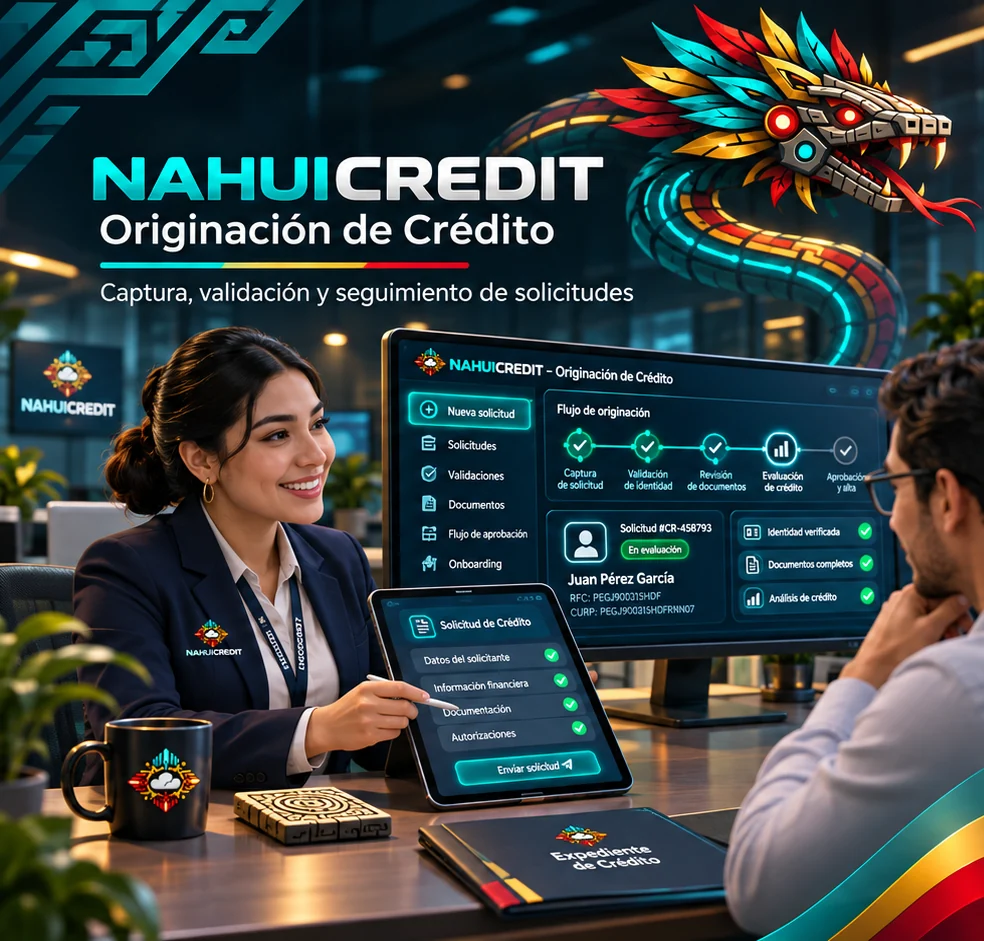 NAHUICREDIT
Originación de Crédito
Captura, validación y seguimiento de solicitudes
NAHUICREDIT
NAHUICREDIT – Originación de Crédito
Nueva solicitud
Solicitudes
Validaciones
Documentos
Flujo de aprobación
Onboarding
Flujo de originación
Captura
de solicitud
Validación
de identidad
Revisión
de documentos
Evaluación
de crédito
Aprobación
y alta
Solicitud #CR-458793
En evaluación
Juan Pérez García
RFC: PEGJ90031SHDF
CURP: PEGJ90031SHDFRNN07
Identidad verificada
Documentos completos
Análisis de crédito
NAHUICREDIT
Solicitud de Crédito
Datos del solicitante
Información financiera
Documentación
Autorizaciones
Enviar solicitud
Expediente
de Crédito